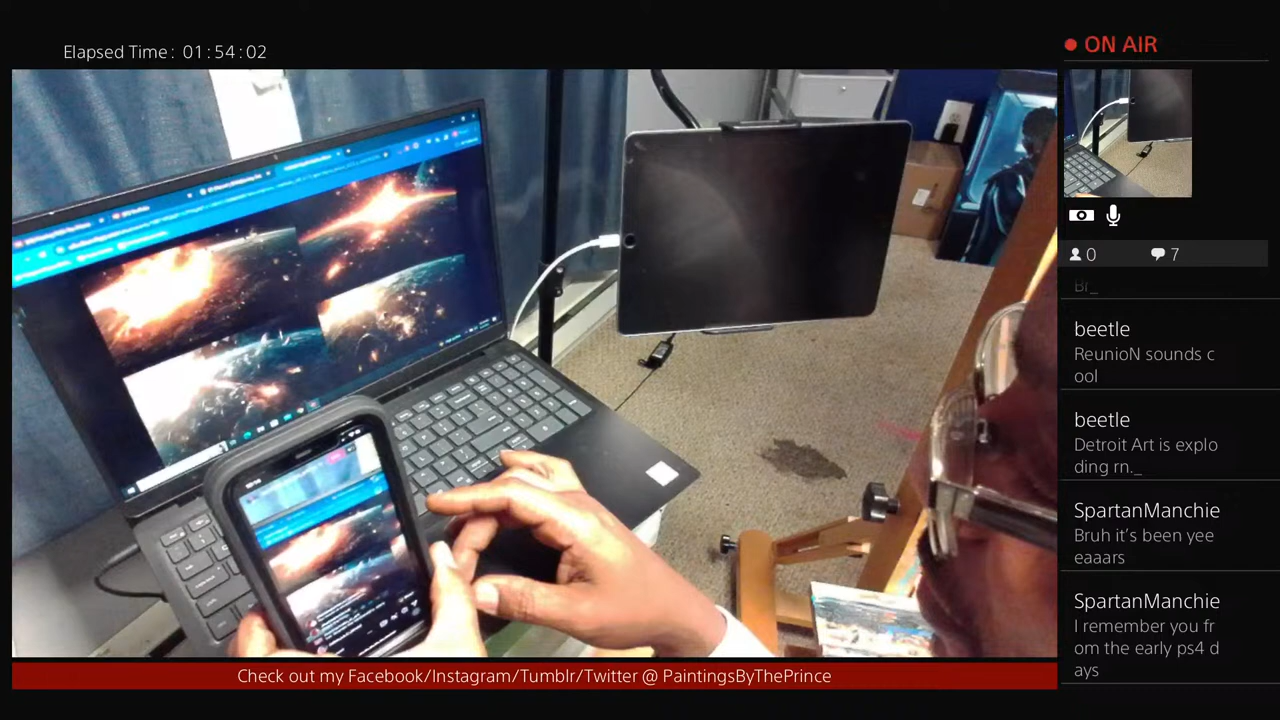 Elapsed Time: 01:54:02
ON AIR
0
7
beetle
ReunioN sounds c
ool
beetle
Detroit Art is explo
ding rn._
SpartanManchie
Bruh it's been yee
eaaars
SpartanManchie
I remember you fr
om the early ps4 d
ays
Check out my Facebook/Instagram/Tumblr/Twitter @ PaintingsByThePrince